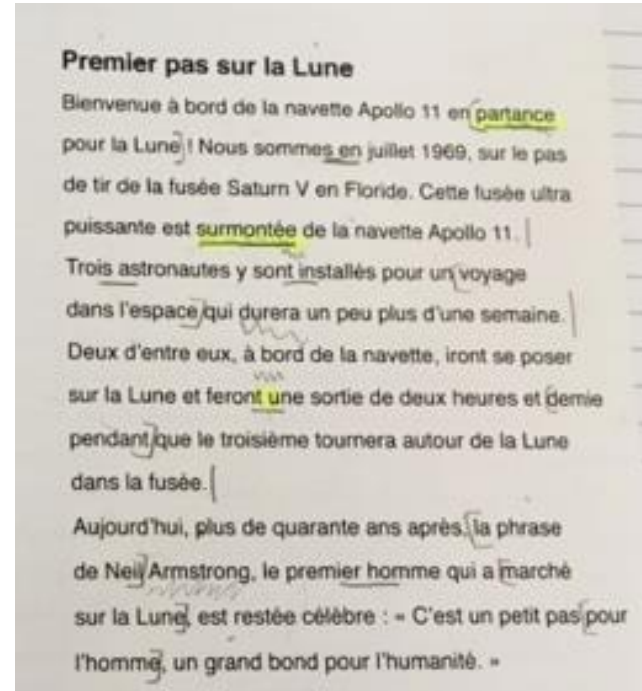 Premier pas sur la Lune
Bienvenue à bord de la navette Apollo 11 en partance
pour la Lune ! Nous sommes en juillet 1969, sur le pas
de tir de la fusée Saturn V en Floride. Cette fusée ultra
puissante est surmontée de la navette Apollo 11.
Trois astronautes y sont installés pour un voyage
dans l'espace qui durera un peu plus d'une semaine.
Deux d'entre eux, à bord de la navette, iront se poser
sur la Lune et feront une sortie de deux heures et demie
pendant que le troisième tournera autour de la Lune
dans la fusée.
Aujourd'hui, plus de quarante ans après, la phrase
de Neil Armstrong, le premier homme qui a marché
sur la Lune, est restée célèbre : « C'est un petit pas pour
l'homme, un grand bond pour l'humanité. »